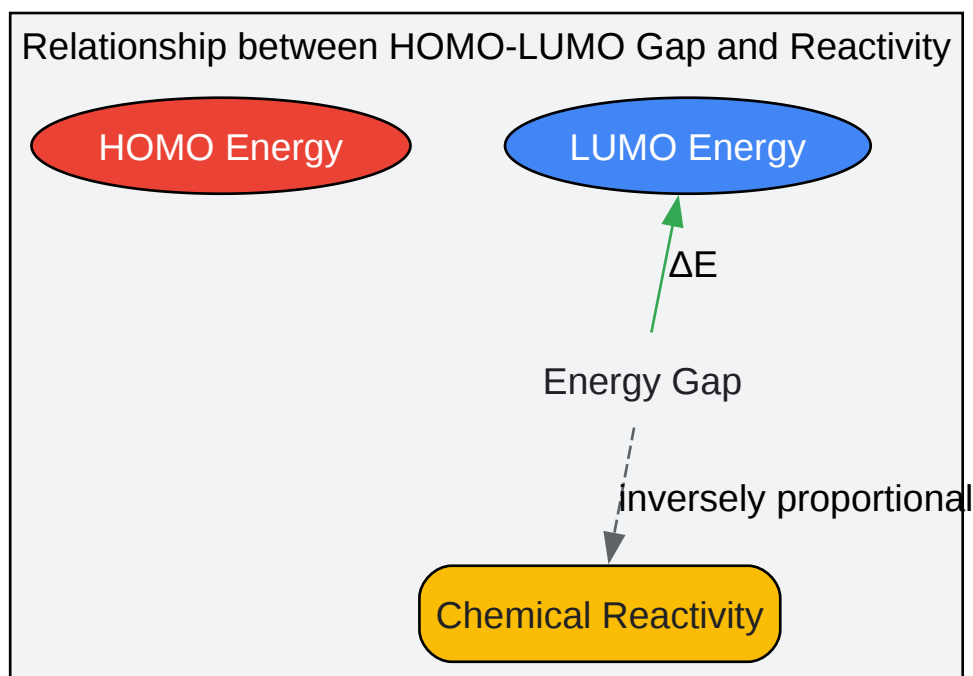 Relationship between HOMO-LUMO Gap and Reactivity
HOMO Energy
LUMO Energy
ΔE
Energy Gap
inversely proportional
Chemical Reactivity